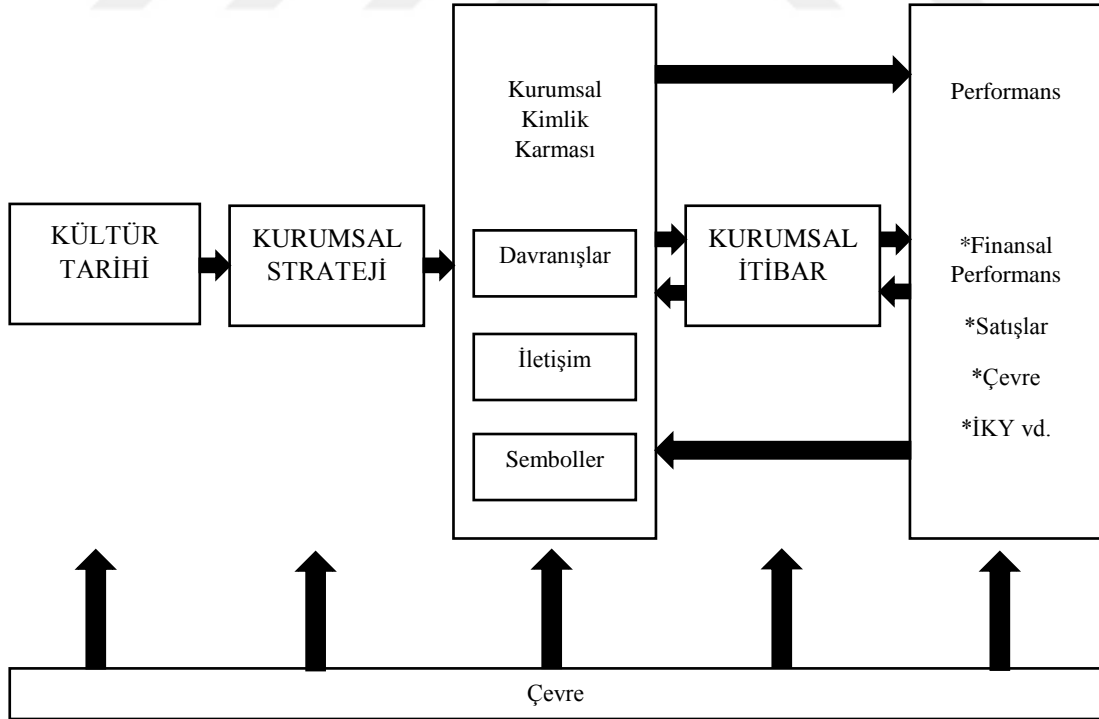 KÜLTÜR
TARİHİ
KURUMSAL
STRATEJİ
Kurumsal
Kimlik
Karması
Davranışlar
İletişim
Semboller
KURUMSAL
İTİBAR
Performans
*Finansal
Performans
*Satışlar
*Çevre
*İKY vd.
Çevre